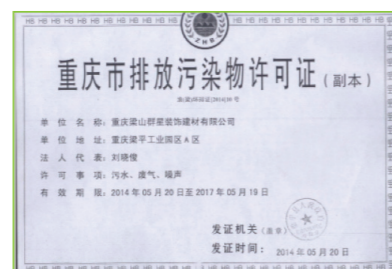 重庆市排放污染物许可证（副本）
单位名称：重庆梁山群星装饰建材有限公司
单位地址：重庆梁平工业园区A区
法人代表：刘晓俊
许可事项：污水、废气、噪声
有效期限：2014年05月20日至2017年05月19日
发证机关（盖章）
发证时间：2014年05月20日